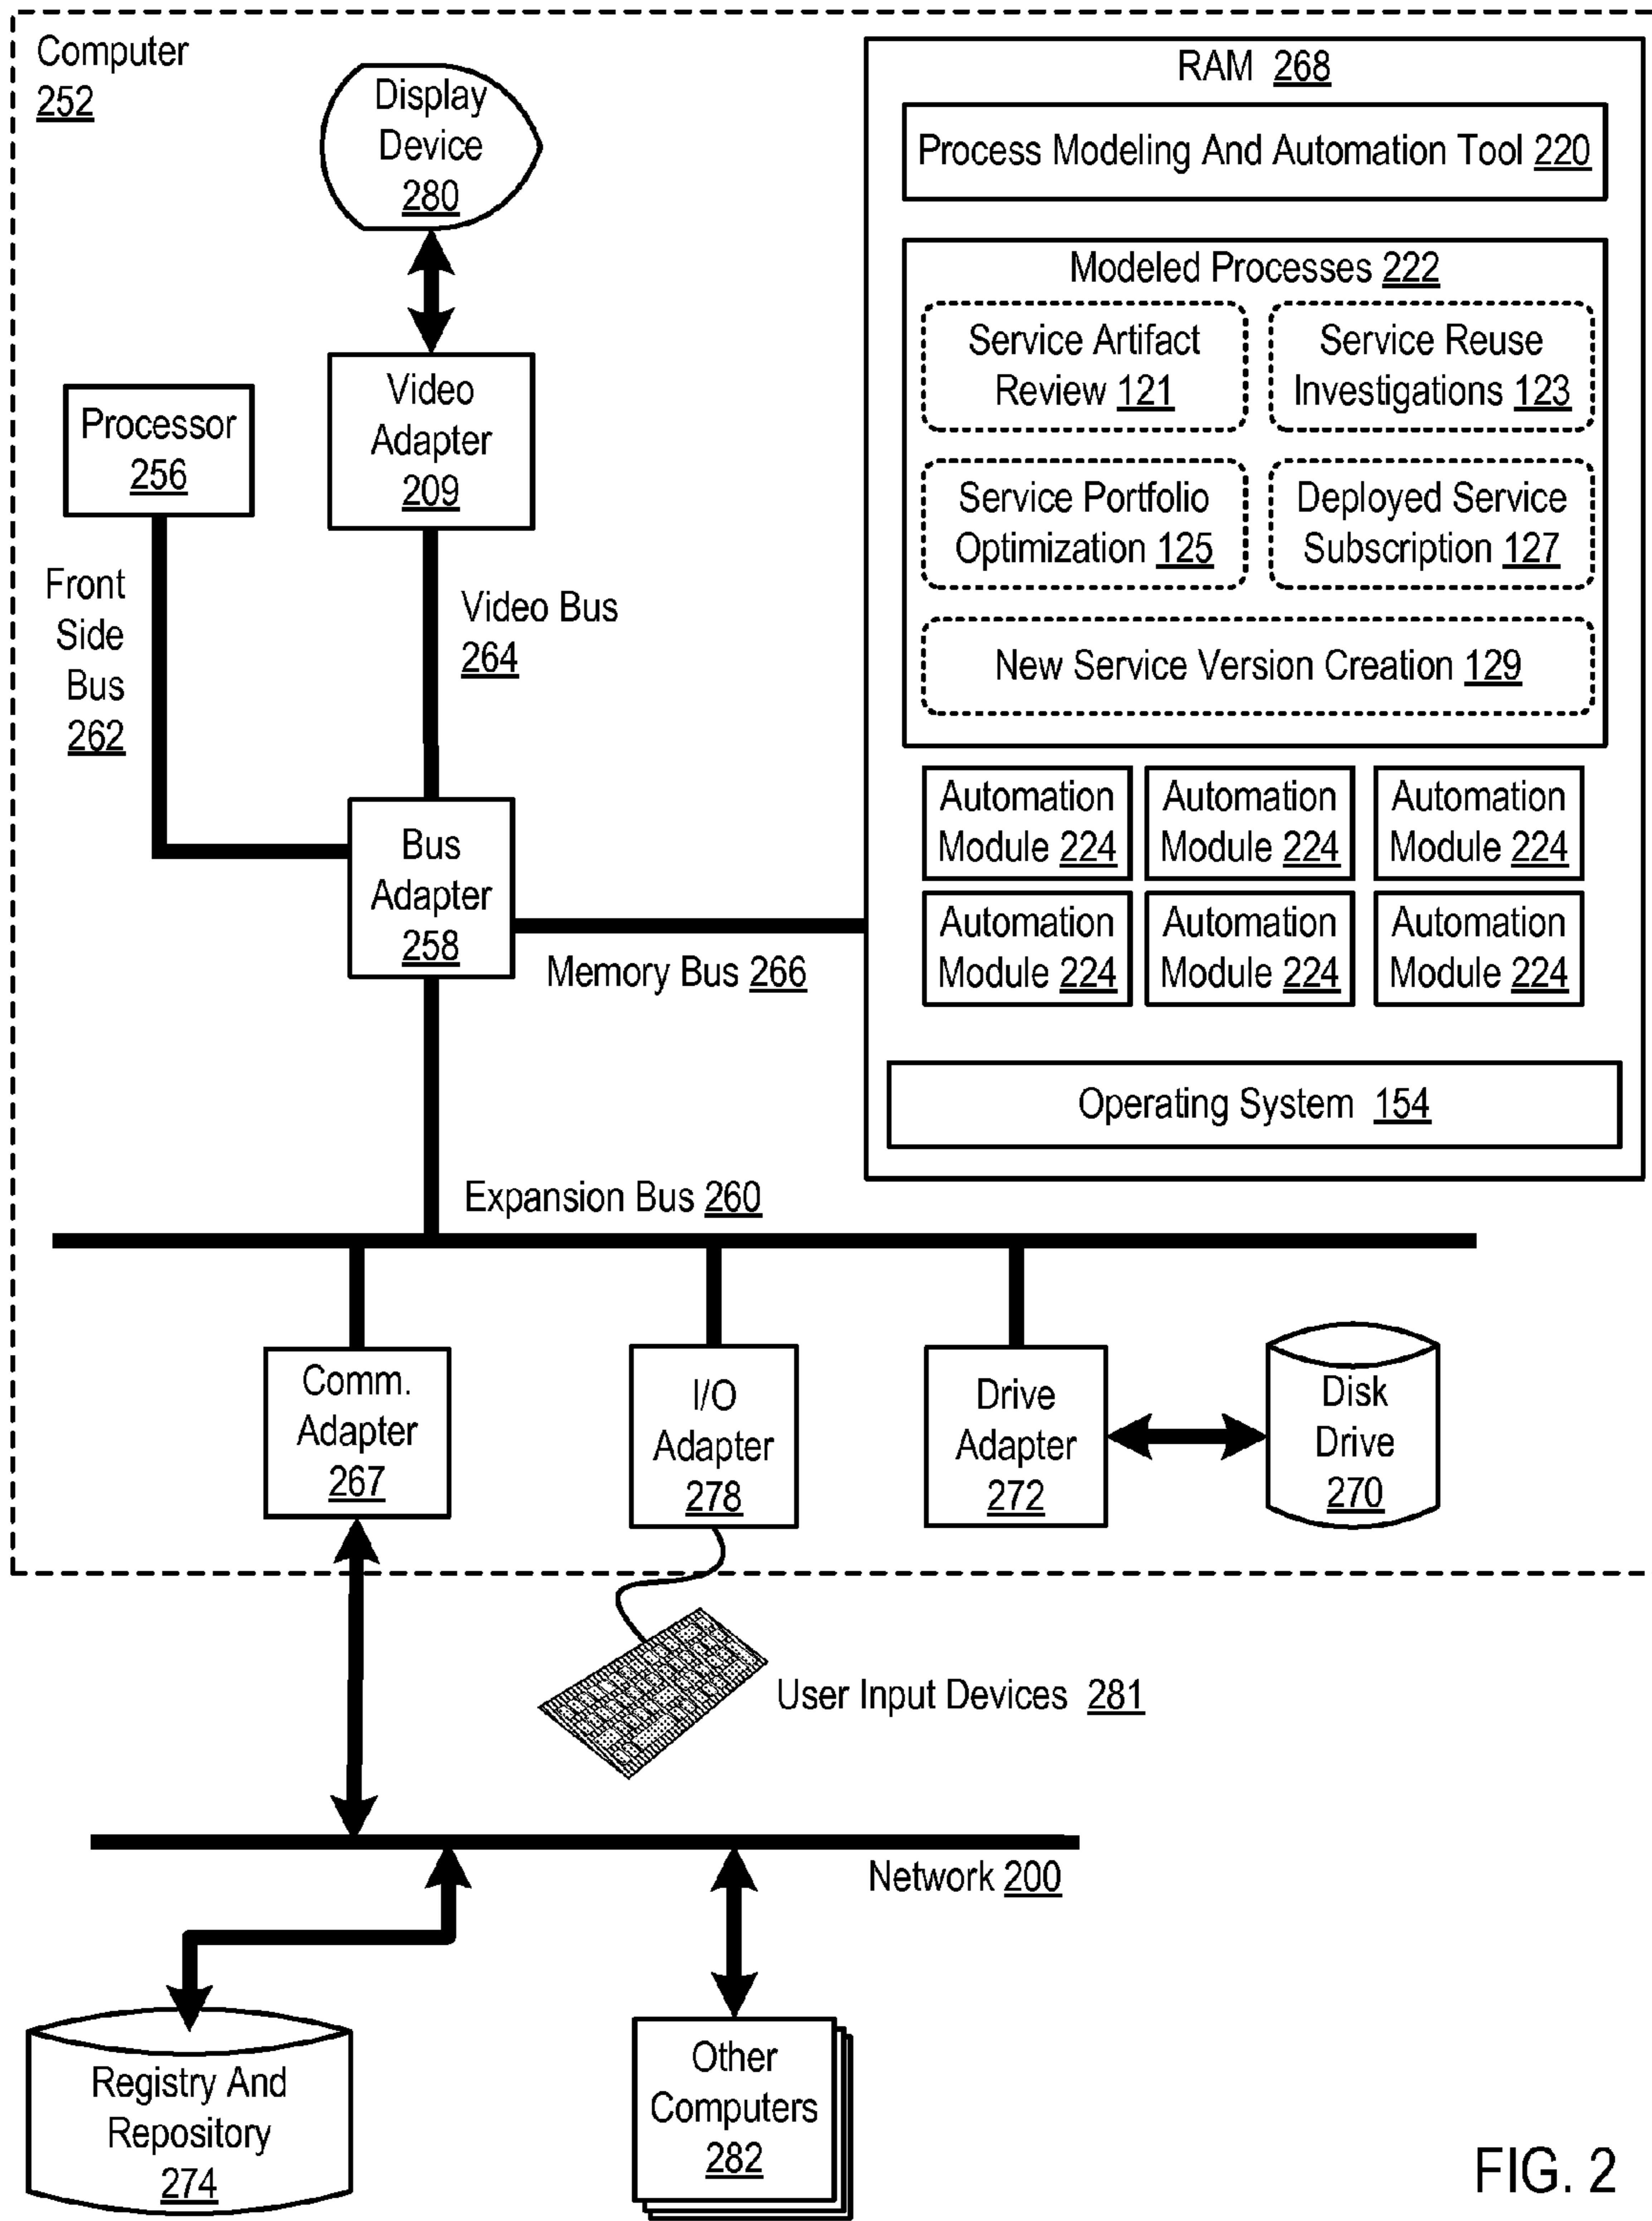 Computer
252
Display
Device
280
Video
Adapter
209
Processor
256
Front
Side
Bus
262
Video Bus
264
Bus
Adapter
258
Memory Bus 266
RAM 268
Process Modeling And Automation Tool 220
Modeled Processes 222
Service Artifact
Review 121
Service Reuse
Investigations 123
Service Portfolio
Optimization 125
Deployed Service
Subscription 127
New Service Version Creation 129
Automation
Module 224
Automation
Module 224
Automation
Module 224
Automation
Module 224
Automation
Module 224
Automation
Module 224
Operating System 154
Expansion Bus 260
Comm.
Adapter
267
I/O
Adapter
278
Drive
Adapter
272
Disk
Drive
270
User Input Devices 281
Network 200
Registry And
Repository
274
Other
Computers
282
FIG. 2